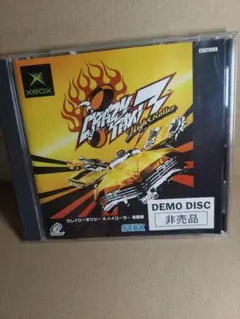 XBOX
CRAZY TAXI 3
High Roller
クレイジータクシー3 ハイローラー 体験版
SEGA
DEMO DISC
非売品